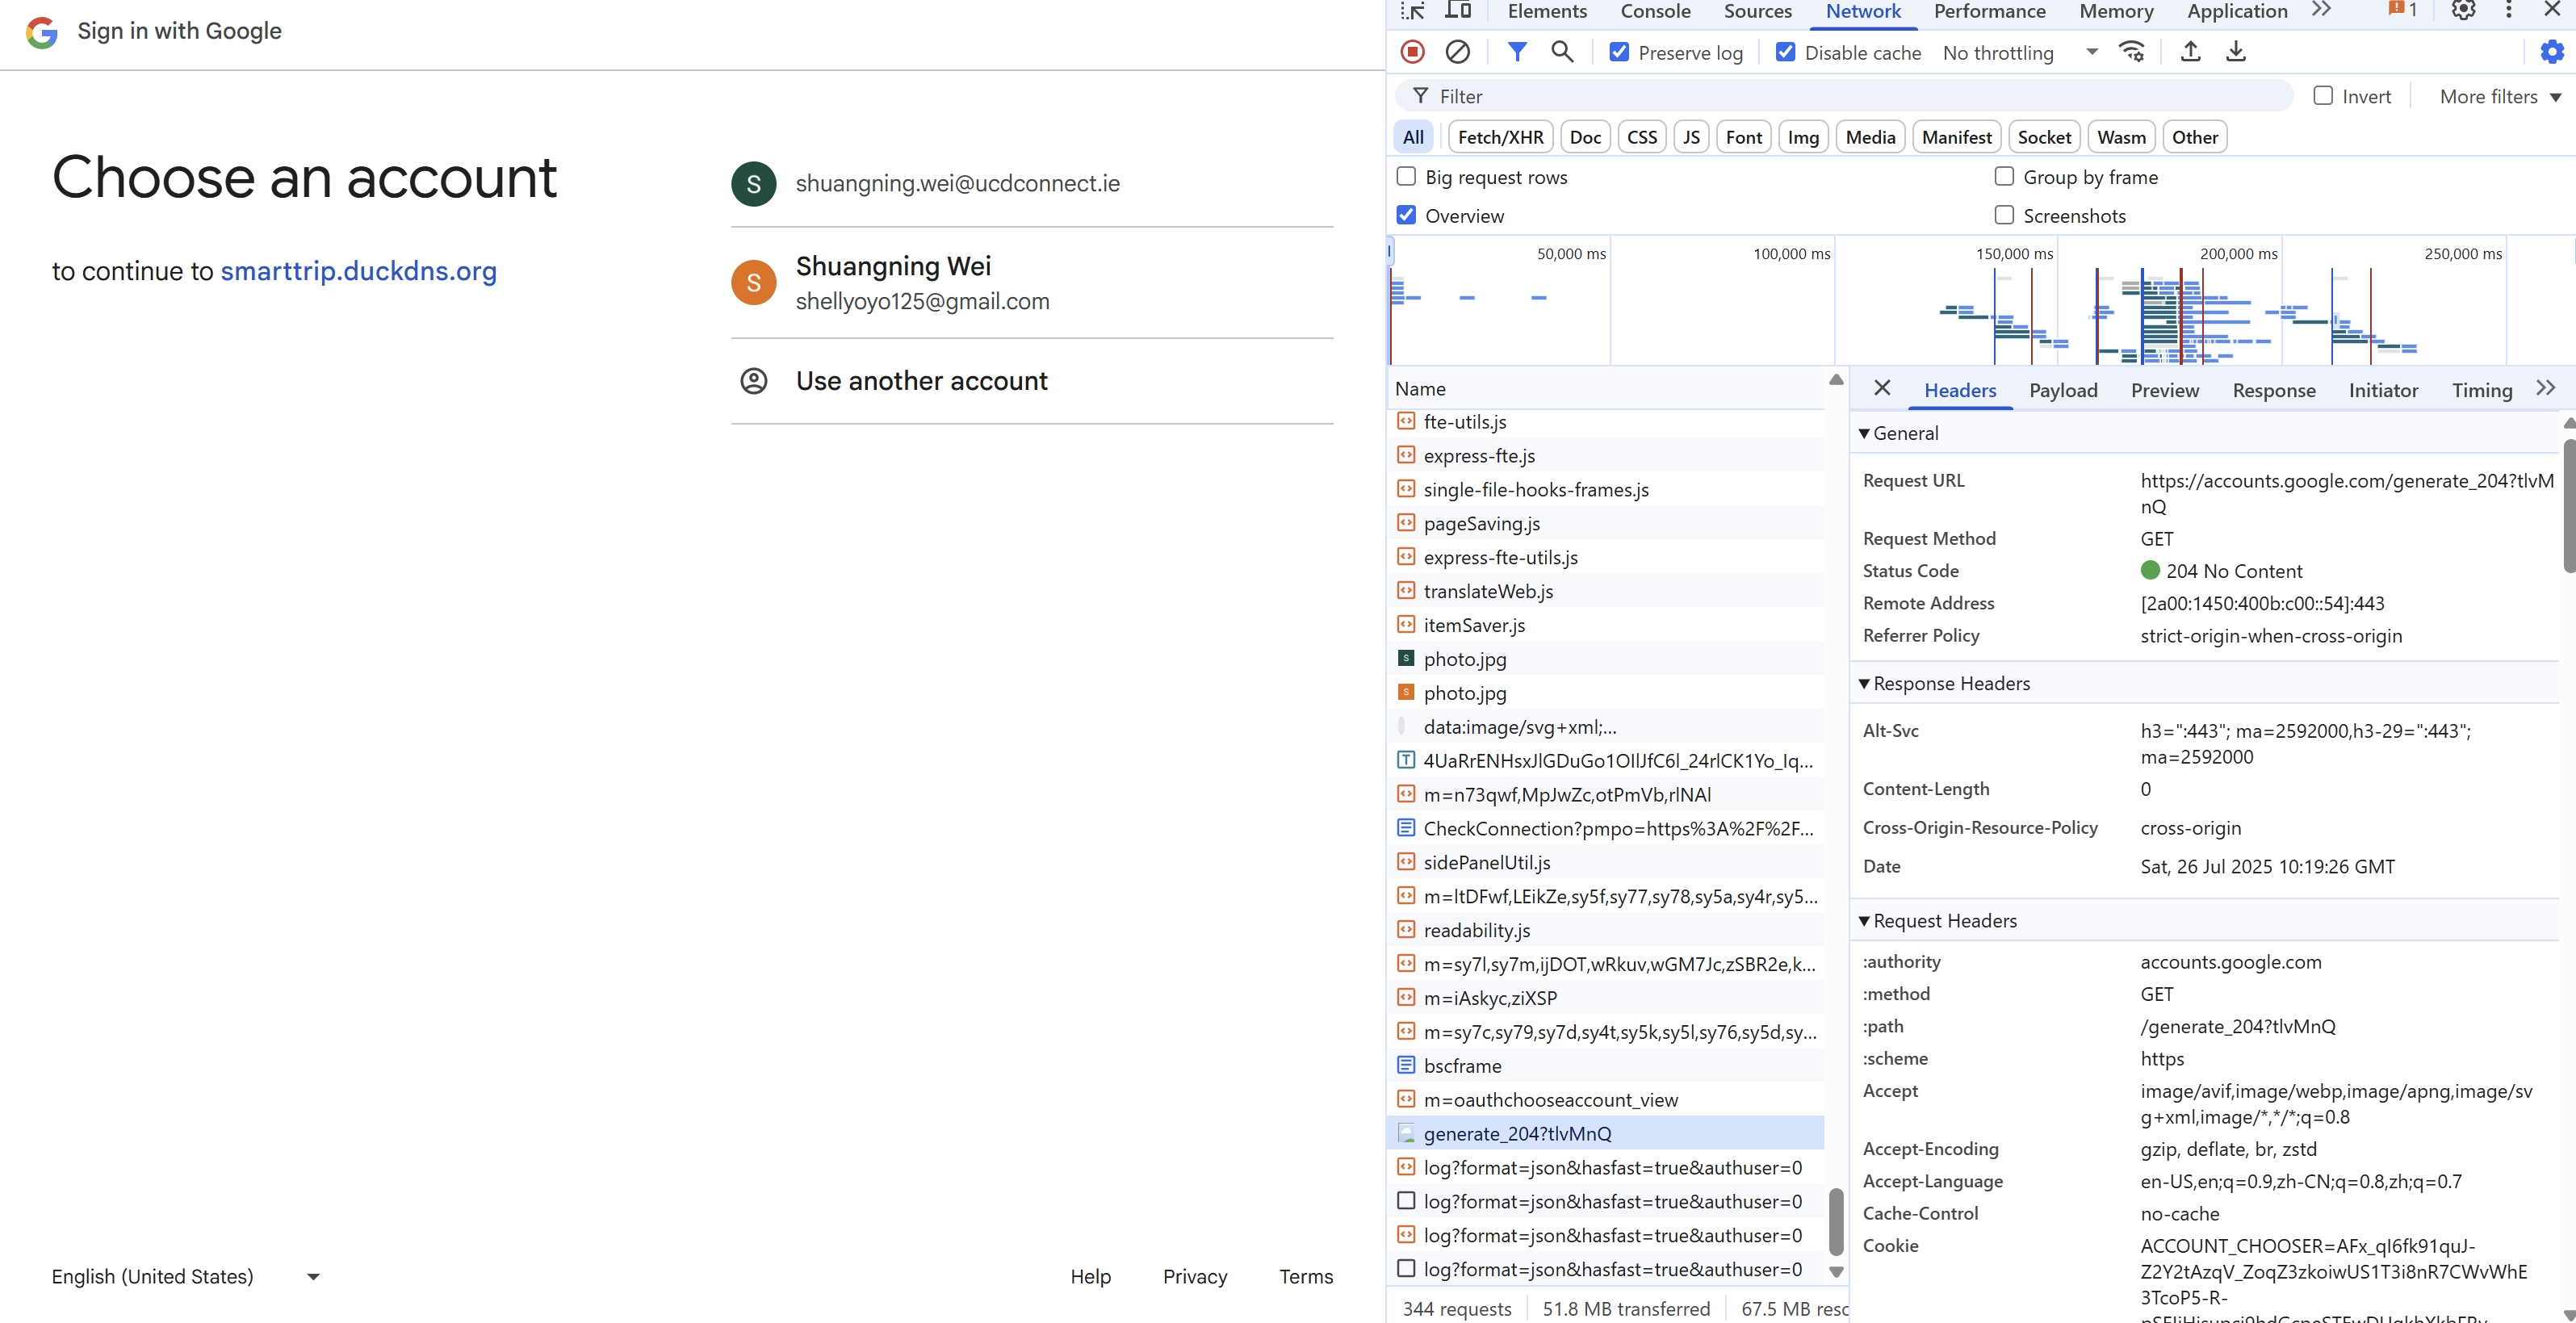 Sign in with Google
Choose an account
to continue to smarttrip.duckdns.org
S
shuangning.wei@ucdconnect.ie
S
Shuangning Wei
shellyoyo125@gmail.com
Use another account
English (United States)
Help
Privacy
Terms
Elements
Console
Sources
Network
Performance
Memory
Application
1
Preserve log
Disable cache
No throttling
Filter
Invert
More filters
All
Fetch/XHR
Doc
CSS
JS
Font
Img
Media
Manifest
Socket
Wasm
Other
Big request rows
Group by frame
Overview
Screenshots
50,000 ms
100,000 ms
150,000 ms
200,000 ms
250,000 ms
Name
fte-utils.js
express-fte.js
single-file-hooks-frames.js
pageSaving.js
express-fte-utils.js
translateWeb.js
itemSaver.js
photo.jpg
photo.jpg
data:image/svg+xml;...
4UaRrENHsxJlGDuGo1OIlJfC6l_24rlCK1Yo_Iq...
m=n73qwf,MpJwZc,otPmVb,rlNAl
CheckConnection?pmpo=https%3A%2F%2F...
sidePanelUtil.js
m=ltDFwf,LEikZe,sy5f,sy77,sy78,sy5a,sy4r,sy5...
readability.js
m=sy7l,sy7m,ijDOT,wRkuv,wGM7Jc,zSBR2e,k...
m=iAskyc,ziXSP
m=sy7c,sy79,sy7d,sy4t,sy5k,sy5l,sy76,sy5d,sy...
bscframe
m=oauthchooseaccount_view
generate_204?tlvMnQ
log?format=json&hasfast=true&authuser=0
log?format=json&hasfast=true&authuser=0
log?format=json&hasfast=true&authuser=0
log?format=json&hasfast=true&authuser=0
344 requests
51.8 MB transferred
67.5 MB resc
Headers
Payload
Preview
Response
Initiator
Timing
General
Request URL
https://accounts.google.com/generate_204?tlvM
nQ
Request Method
GET
Status Code
204 No Content
Remote Address
[2a00:1450:400b:c00::54]:443
Referrer Policy
strict-origin-when-cross-origin
Response Headers
Alt-Svc
h3=":443"; ma=2592000,h3-29=":443";
ma=2592000
Content-Length
0
Cross-Origin-Resource-Policy
cross-origin
Date
Sat, 26 Jul 2025 10:19:26 GMT
Request Headers
:authority
accounts.google.com
:method
GET
:path
/generate_204?tlvMnQ
:scheme
https
Accept
image/avif,image/webp,image/apng,image/sv
g+xml,image/*,*/*;q=0.8
Accept-Encoding
gzip, deflate, br, zstd
Accept-Language
en-US,en;q=0.9,zh-CN;q=0.8,zh;q=0.7
Cache-Control
no-cache
Cookie
ACCOUNT_CHOOSER=AFx_qI6fk91quJ-
Z2Y2tAzqV_ZoqZ3zkoiwUS1T3i8nR7CWvWhE
3TcoP5-R-